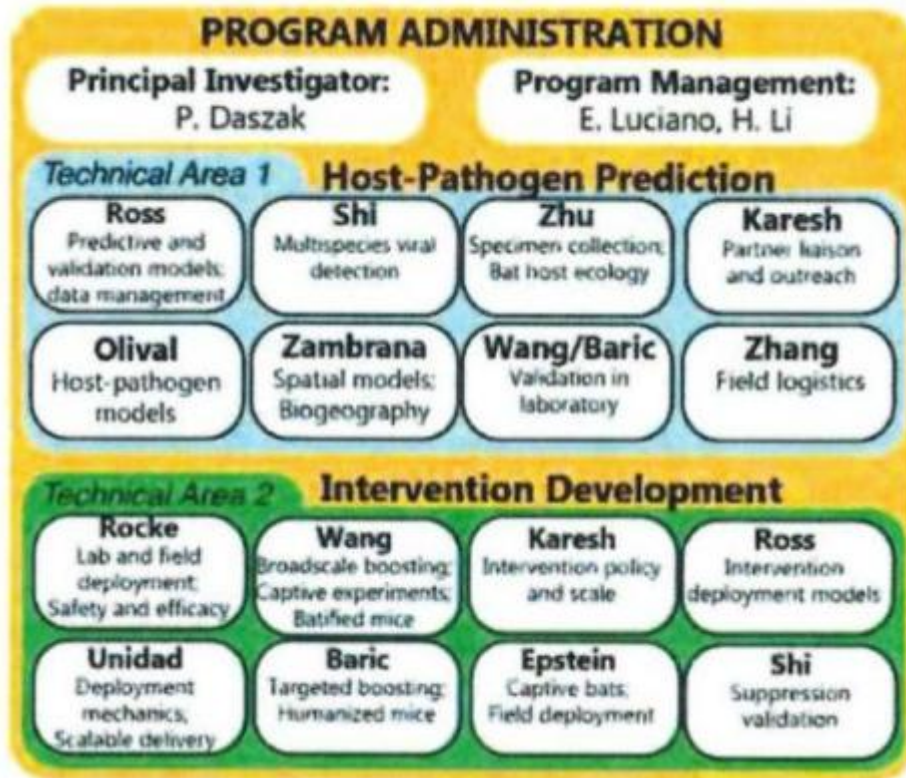 PROGRAM ADMINISTRATION
Principal Investigator:
P. Daszak
Program Management:
E. Luciano, H. Li
Technical Area 1
Host-Pathogen Prediction
Ross
Predictive and
validation models;
data management
Shi
Multispecies viral
detection
Zhu
Specimen collection;
Bat host ecology
Karesh
Partner liaison
and outreach
Olival
Host-pathogen
models
Zambrana
Spatial models;
Biogeography
Wang/Baric
Validation in
laboratory
Zhang
Field logistics
Technical Area 2
Intervention Development
Rocke
Lab and field
deployment;
Safety and efficacy
Wang
Broadscale boosting;
Captive experiments;
Batified mice
Karesh
Intervention policy
and scale
Ross
Intervention
deployment models
Unidad
Deployment
mechanics;
Scalable delivery
Baric
Targeted boosting;
Humanized mice
Epstein
Captive bats;
Field deployment
Shi
Suppression
validation